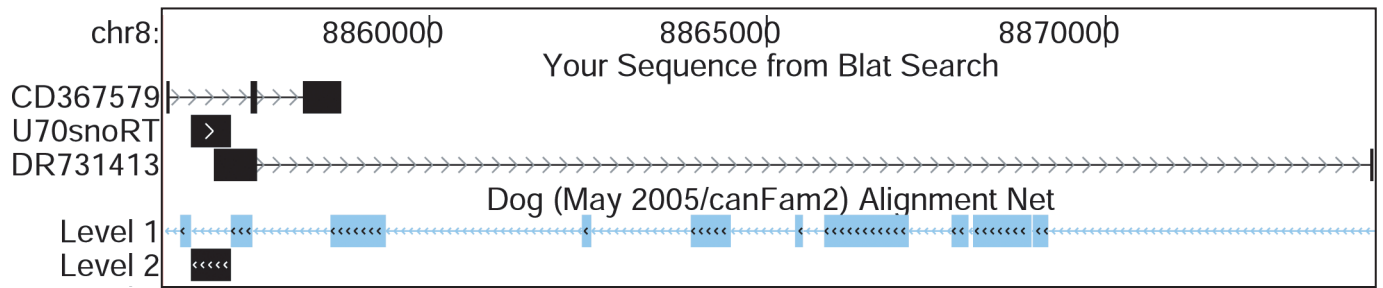 chr8: 886000 886500 887000
Your Sequence from Blat Search
CD367579
U70snoRT
DR731413
Dog (May 2005/canFam2) Alignment Net
Level 1
Level 2